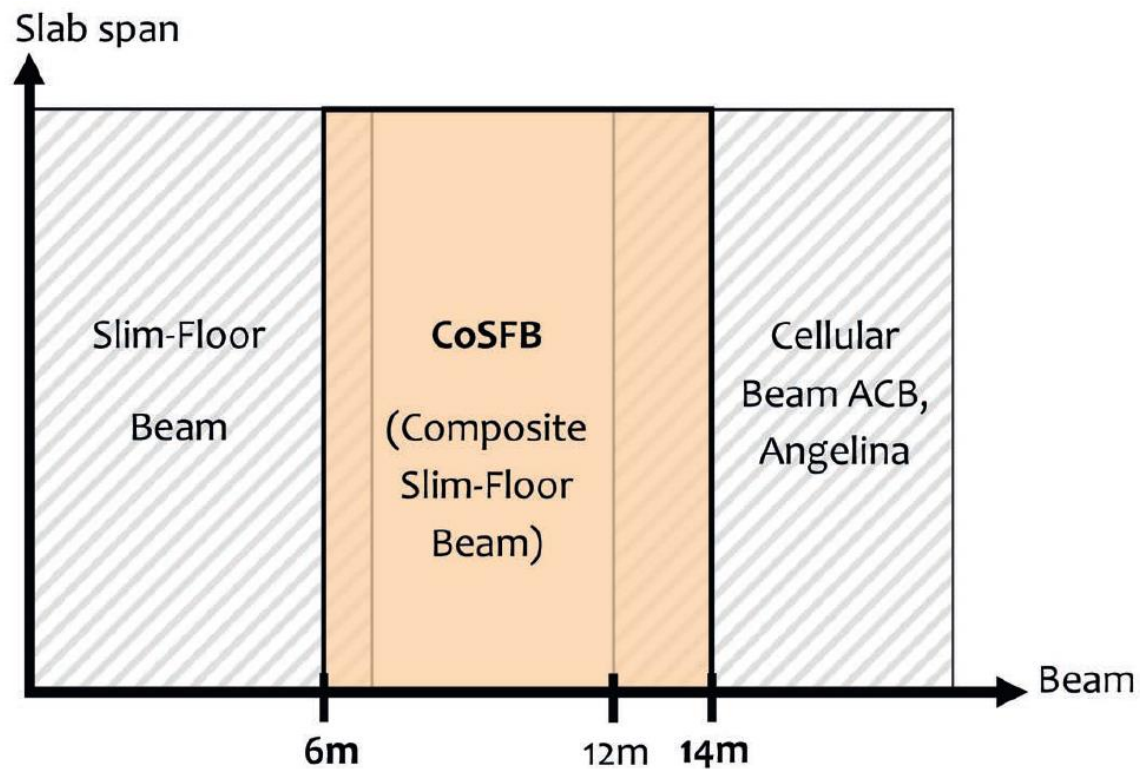 Slab span
Slim-Floor
Beam
CoSFB
(Composite
Slim-Floor
Beam)
Cellular
Beam ACB,
Angelina
Beam
6m
12m
14m